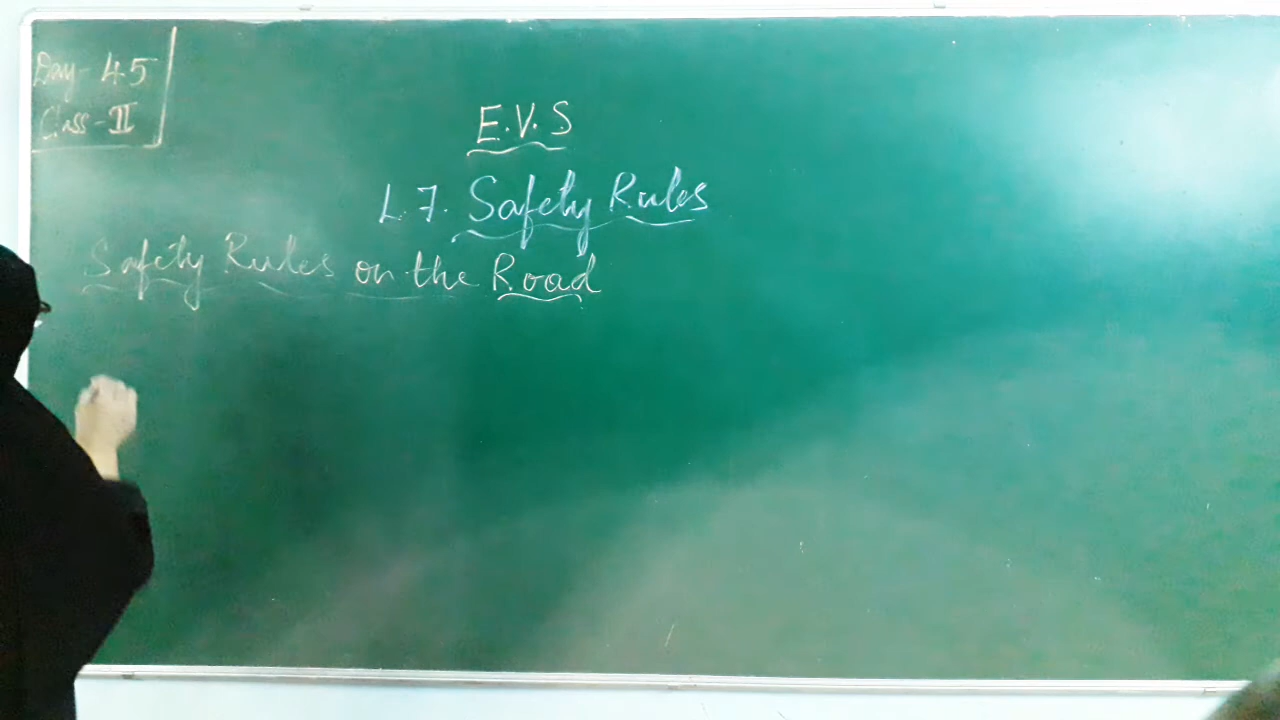 Day- 45
Class-II
E.V.S
L.7. Safety Rules
Safety Rules on the Road